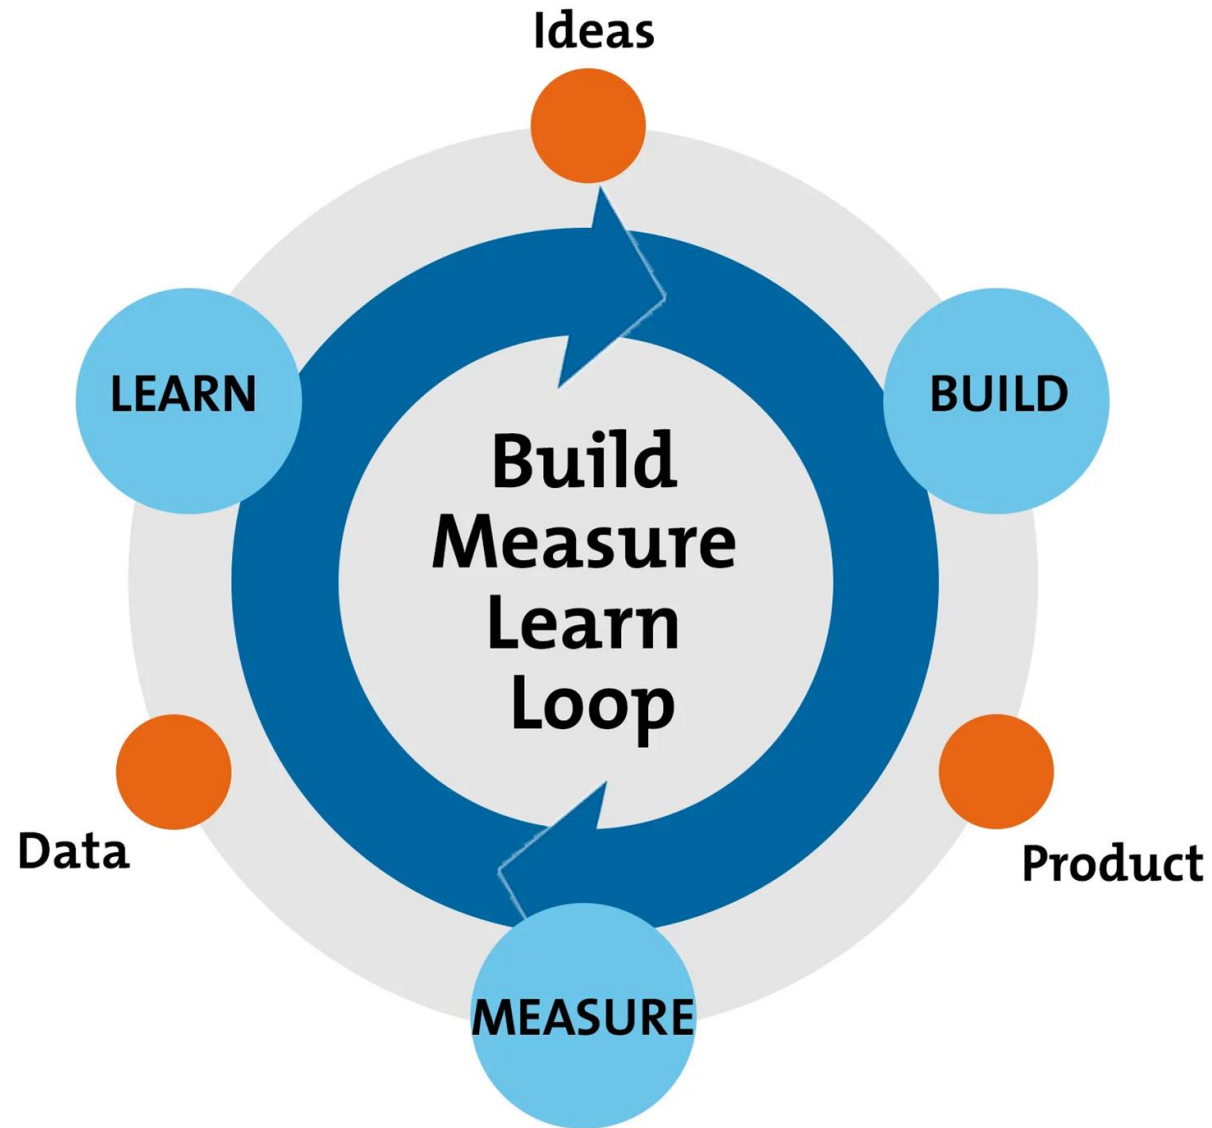 Ideas
LEARN
BUILD
Build
Measure
Learn
Loop
Data
Product
MEASURE